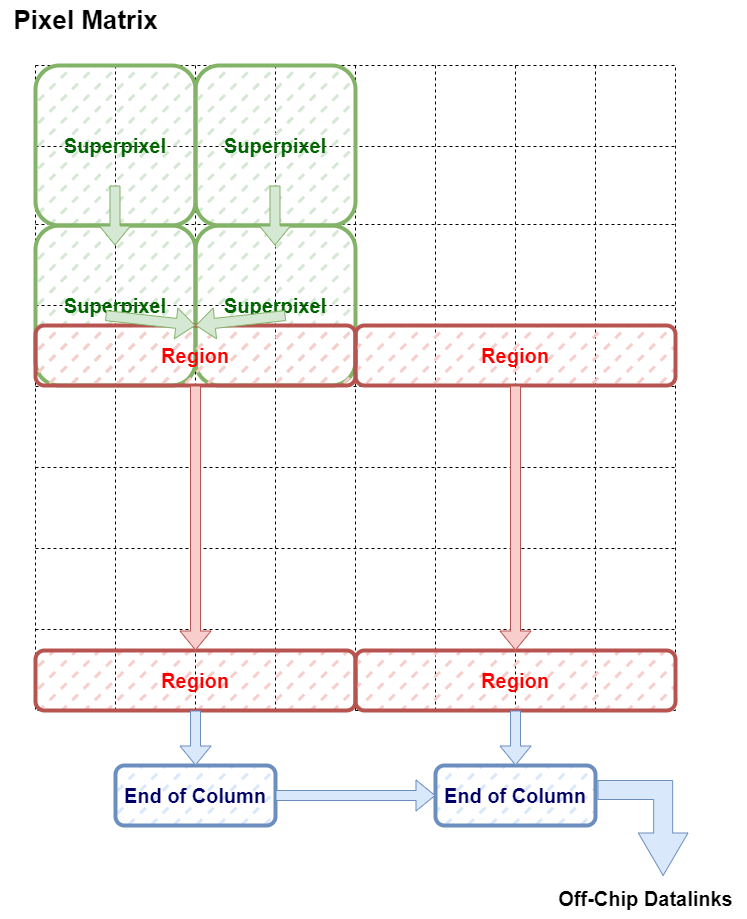 Pixel Matrix
Superpixel
Superpixel
Superpixel
Superpixel
Region
Region
Region
Region
End of Column
End of Column
Off-Chip Datalinks